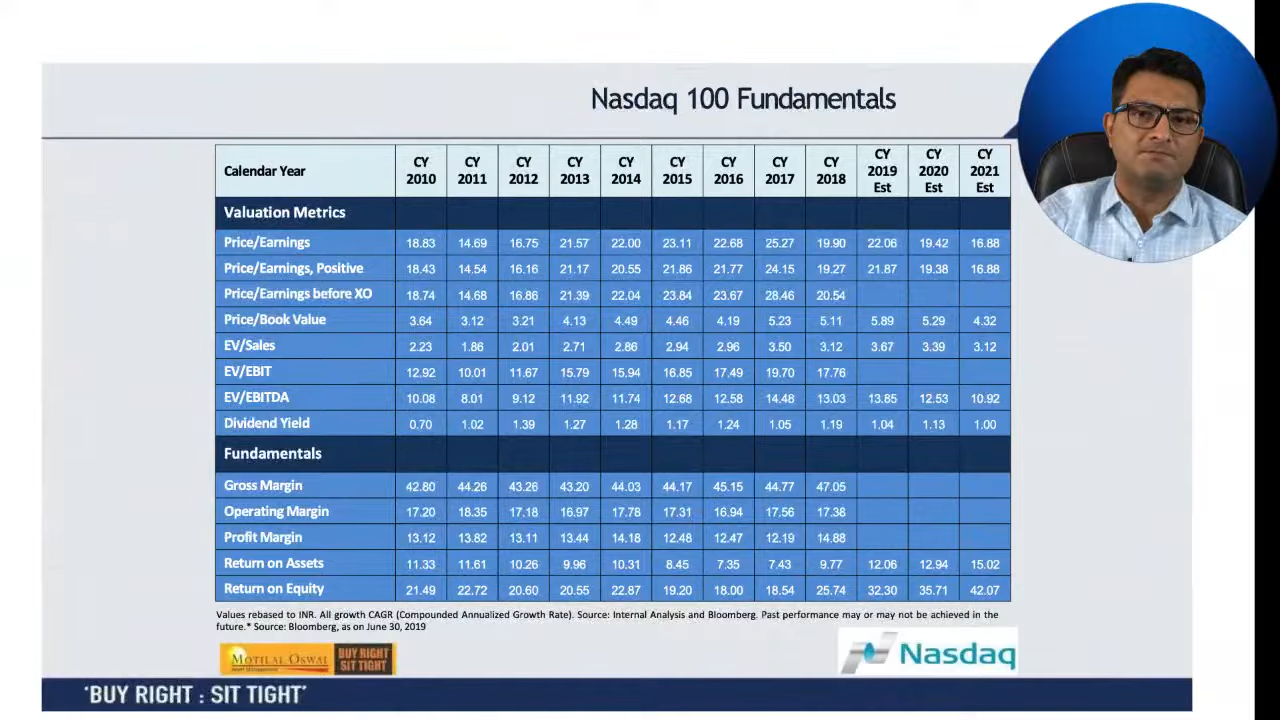 Nasdaq 100 Fundamentals
Calendar Year CY 2010 CY 2011 CY 2012 CY 2013 CY 2014 CY 2015 CY 2016 CY 2017 CY 2018 CY 2019 Est CY 2020 Est CY 2021 Est
Valuation Metrics
Price/Earnings 18.83 14.69 16.75 21.57 22.00 23.11 22.68 25.27 19.90 22.06 19.42 16.88
Price/Earnings, Positive 18.43 14.54 16.16 21.17 20.55 21.86 21.77 24.15 19.27 21.87 19.38 16.88
Price/Earnings before XO 18.74 14.68 16.86 21.39 22.04 23.84 23.67 28.46 20.54
Price/Book Value 3.64 3.12 3.21 4.13 4.49 4.46 4.19 5.23 5.11 5.89 5.29 4.32
EV/Sales 2.23 1.86 2.01 2.71 2.86 2.94 2.96 3.50 3.12 3.67 3.39 3.12
EV/EBIT 12.92 10.01 11.67 15.79 15.94 16.85 17.49 19.70 17.76
EV/EBITDA 10.08 8.01 9.12 11.92 11.74 12.68 12.58 14.48 13.03 13.85 12.53 10.92
Dividend Yield 0.70 1.02 1.39 1.27 1.28 1.17 1.24 1.05 1.19 1.04 1.13 1.00
Fundamentals
Gross Margin 42.80 44.26 43.26 43.20 44.03 44.17 45.15 44.77 47.05
Operating Margin 17.20 18.35 17.18 16.97 17.78 17.31 16.94 17.56 17.38
Profit Margin 13.12 13.82 13.11 13.44 14.18 12.48 12.47 12.19 14.88
Return on Assets 11.33 11.61 10.26 9.96 10.31 8.45 7.35 7.43 9.77 12.06 12.94 15.02
Return on Equity 21.49 22.72 20.60 20.55 22.87 19.20 18.00 18.54 25.74 32.30 35.71 42.07
Values rebased to INR. All growth CAGR (Compounded Annualized Growth Rate). Source: Internal Analysis and Bloomberg. Past performance may or may not be achieved in the
future.* Source: Bloomberg, as on June 30, 2019
MOTILAL OSWAL
BUY RIGHT
SIT TIGHT
Nasdaq
'BUY RIGHT : SIT TIGHT'